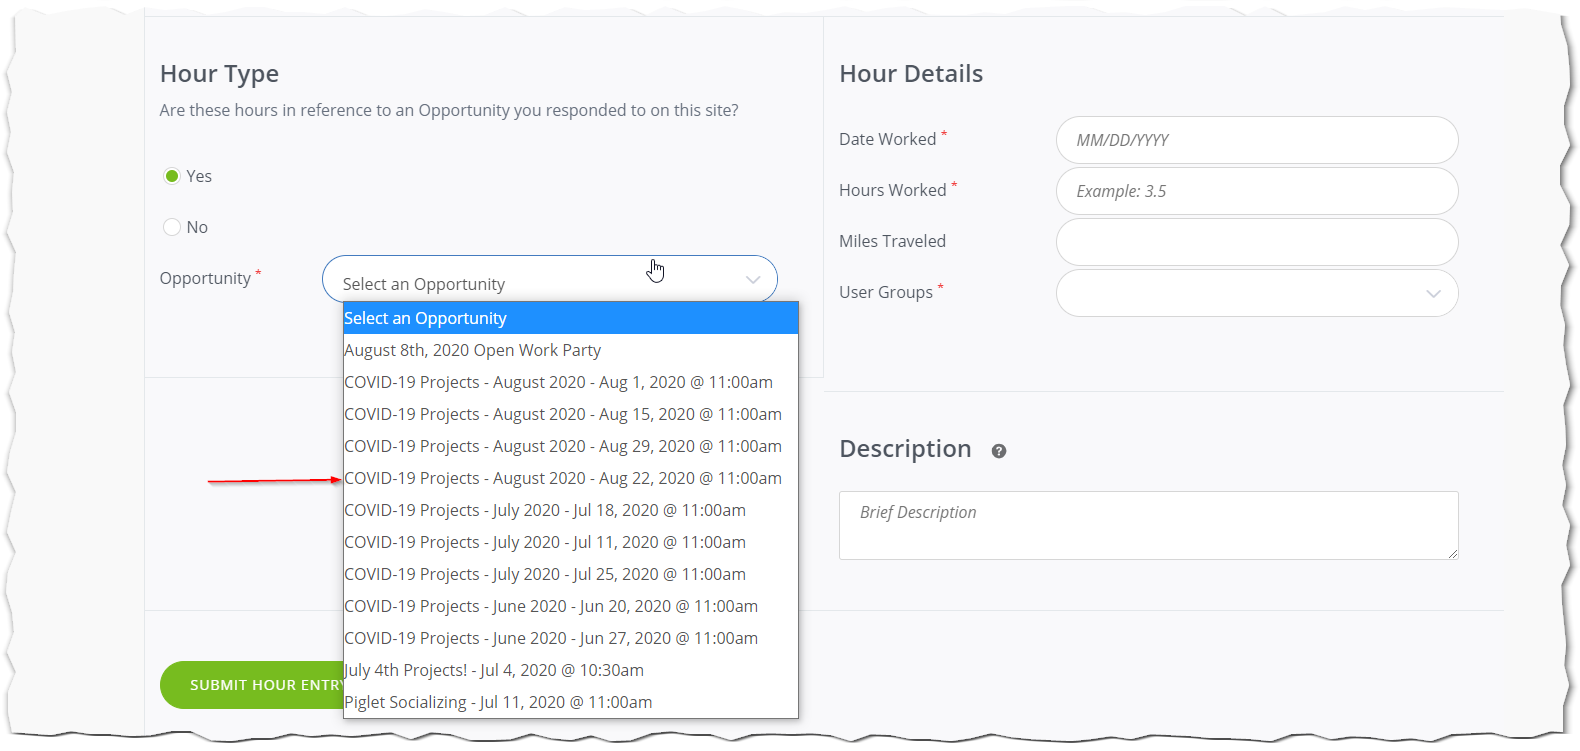 Hour Type
Are these hours in reference to an Opportunity you responded to on this site?
Yes
No
Opportunity *
Select an Opportunity
Select an Opportunity
August 8th, 2020 Open Work Party
COVID-19 Projects - August 2020 - Aug 1, 2020 @ 11:00am
COVID-19 Projects - August 2020 - Aug 15, 2020 @ 11:00am
COVID-19 Projects - August 2020 - Aug 29, 2020 @ 11:00am
COVID-19 Projects - August 2020 - Aug 22, 2020 @ 11:00am
COVID-19 Projects - July 2020 - Jul 18, 2020 @ 11:00am
COVID-19 Projects - July 2020 - Jul 11, 2020 @ 11:00am
COVID-19 Projects - July 2020 - Jul 25, 2020 @ 11:00am
COVID-19 Projects - June 2020 - Jun 20, 2020 @ 11:00am
COVID-19 Projects - June 2020 - Jun 27, 2020 @ 11:00am
July 4th Projects! - Jul 4, 2020 @ 10:30am
Piglet Socializing - Jul 11, 2020 @ 11:00am
SUBMIT HOUR ENTRY
Hour Details
Date Worked *
MM/DD/YYYY
Hours Worked *
Example: 3.5
Miles Traveled
User Groups *
Description ?
Brief Description